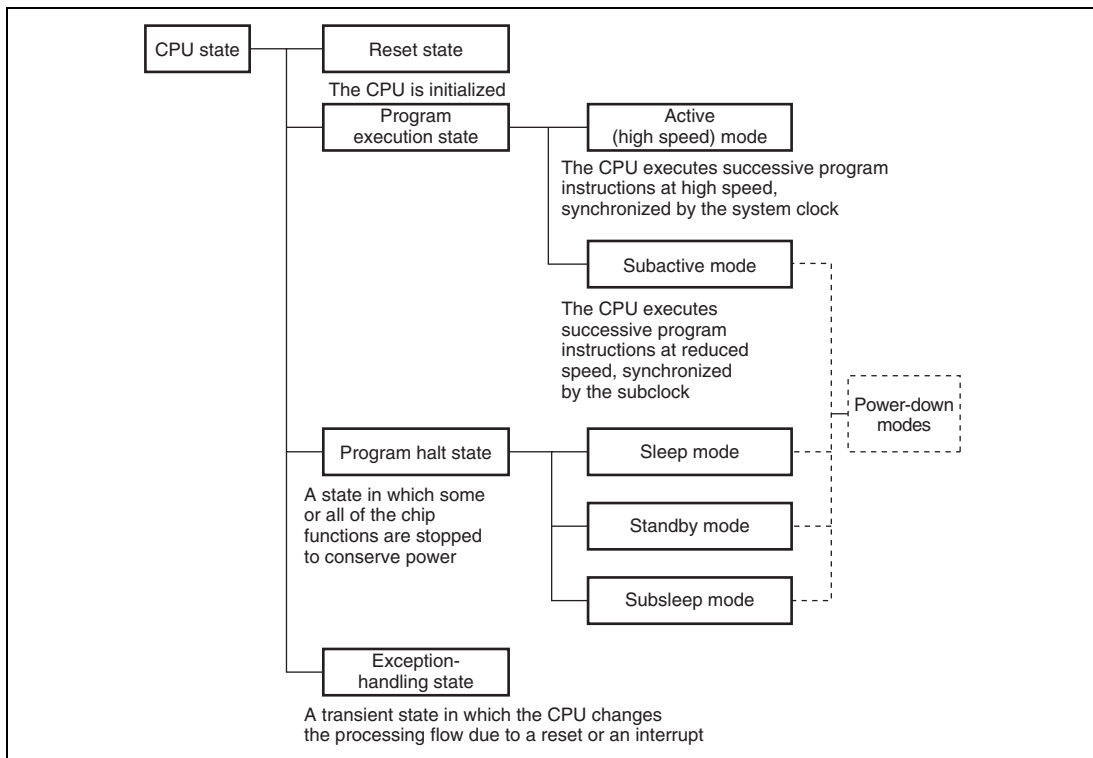 CPU state
Reset state
The CPU is initialized
Program
execution state
Active
(high speed) mode
The CPU executes successive program
instructions at high speed,
synchronized by the system clock
Subactive mode
The CPU executes
successive program
instructions at reduced
speed, synchronized
by the subclock
Power-down
modes
Program halt state
A state in which some
or all of the chip
functions are stopped
to conserve power
Sleep mode
Standby mode
Subsleep mode
Exception-
handling state
A transient state in which the CPU changes
the processing flow due to a reset or an interrupt